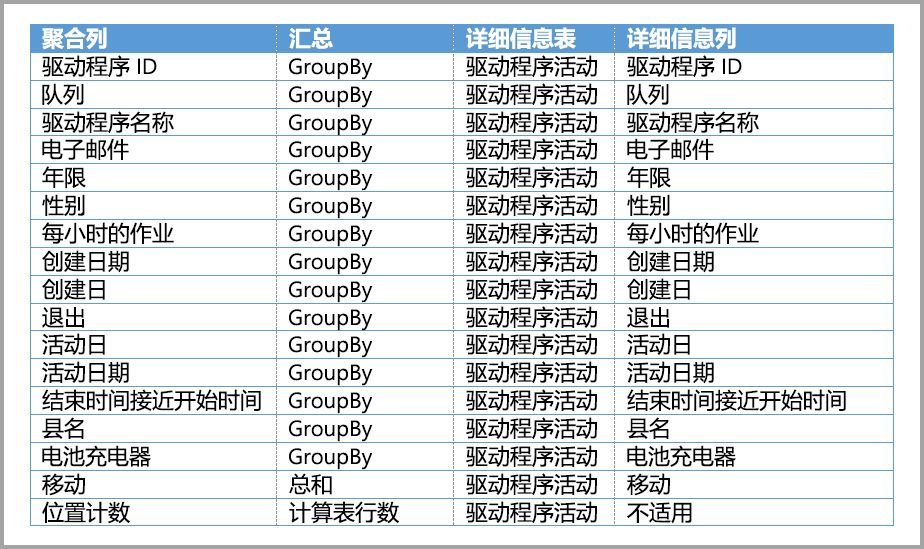 聚合列 汇总 详细信息表 详细信息列
驱动程序 ID GroupBy 驱动程序活动 驱动程序 ID
队列 GroupBy 驱动程序活动 队列
驱动程序名称 GroupBy 驱动程序活动 驱动程序名称
电子邮件 GroupBy 驱动程序活动 电子邮件
年限 GroupBy 驱动程序活动 年限
性别 GroupBy 驱动程序活动 性别
每小时的作业 GroupBy 驱动程序活动 每小时的作业
创建日期 GroupBy 驱动程序活动 创建日期
创建日 GroupBy 驱动程序活动 创建日
退出 GroupBy 驱动程序活动 退出
活动日 GroupBy 驱动程序活动 活动日
活动日期 GroupBy 驱动程序活动 活动日期
结束时间接近开始时间 GroupBy 驱动程序活动 结束时间接近开始时间
县名 GroupBy 驱动程序活动 县名
电池充电器 GroupBy 驱动程序活动 电池充电器
移动 总和 驱动程序活动 移动
位置计数 计算表行数 驱动程序活动 不适用